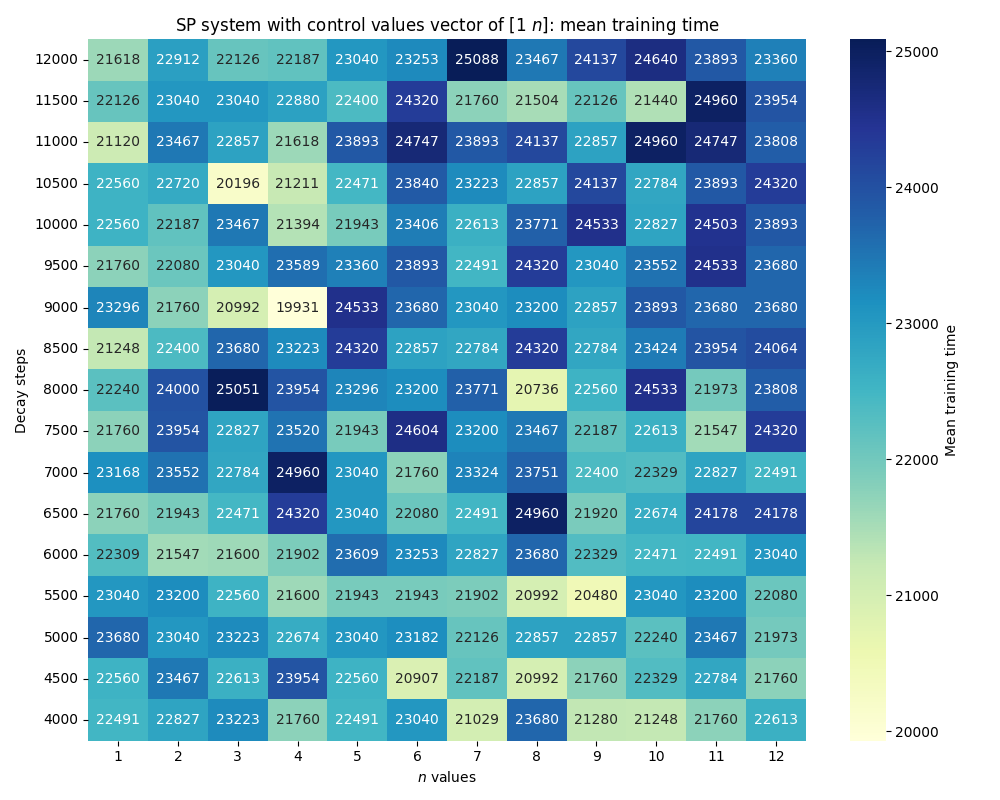 SP system with control values vector of [1 n]: mean training time
12000 21618 22912 22126 22187 23040 23253 25088 23467 24137 24640 23893 23360
11500 22126 23040 23040 22880 22400 24320 21760 21504 22126 21440 24960 23954
11000 21120 23467 22857 21618 23893 24747 23893 24137 22857 24960 24747 23808
10500 22560 22720 20196 21211 22471 23840 23223 22857 24137 22784 23893 24320
10000 22560 22187 23467 21394 21943 23406 22613 23771 24533 22827 24503 23893
9500 21760 22080 23040 23589 23360 23893 22491 24320 23040 23552 24533 23680
9000 23296 21760 20992 19931 24533 23680 23040 23200 22857 23893 23680 23680
8500 21248 22400 23680 23223 24320 22857 22784 24320 22784 23424 23954 24064
8000 22240 24000 25051 23954 23296 23200 23771 20736 22560 24533 21973 23808
7500 21760 23954 22827 23520 21943 24604 23200 23467 22187 22613 21547 24320
7000 23168 23552 22784 24960 23040 21760 23324 23751 22400 22329 22827 22491
6500 21760 21943 22471 24320 23040 22080 22491 24960 21920 22674 24178 24178
6000 22309 21547 21600 21902 23609 23253 22827 23680 22329 22471 22491 23040
5500 23040 23200 22560 21600 21943 21943 21902 20992 20480 23040 23200 22080
5000 23680 23040 23223 22674 23040 23182 22126 22857 22857 22240 23467 21973
4500 22560 23467 22613 23954 22560 20907 22187 20992 21760 22329 22784 21760
4000 22491 22827 23223 21760 22491 23040 21029 23680 21280 21248 21760 22613
1 2 3 4 5 6 7 8 9 10 11 12
n values
Decay steps
25000
24000
23000
22000
21000
20000
Mean training time